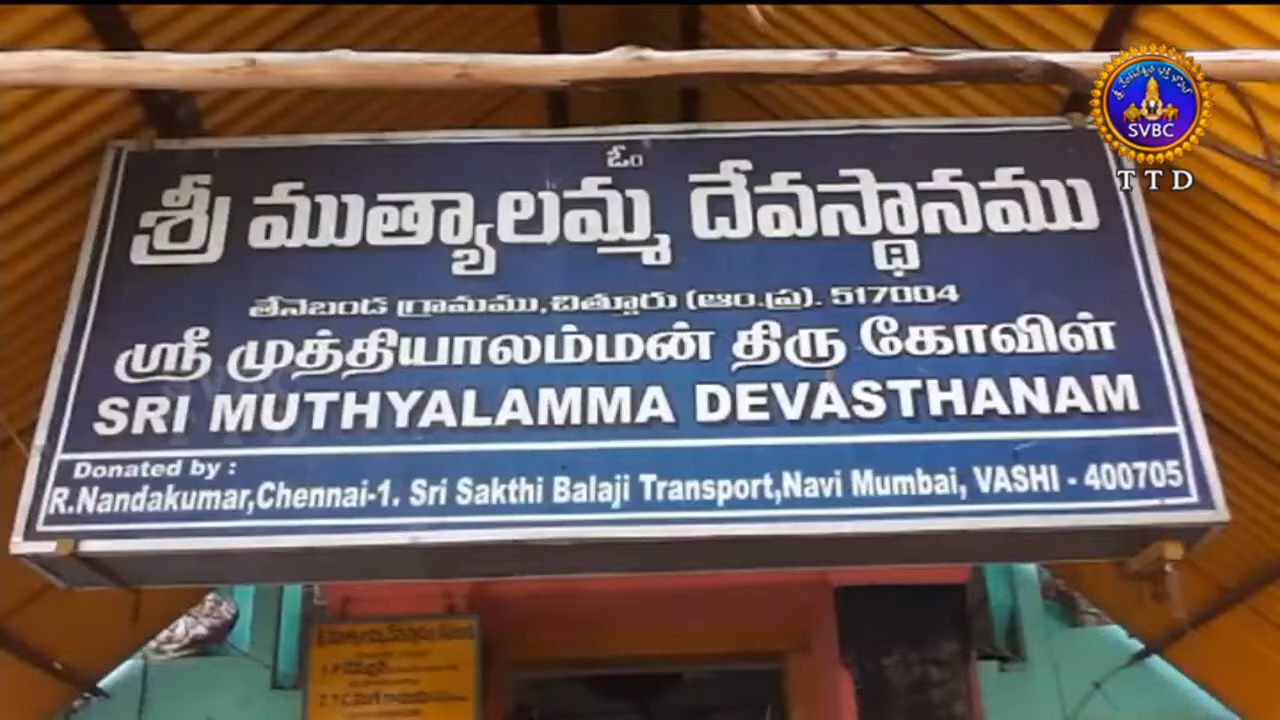 ఓం
శ్రీ ముత్యాలమ్మ దేవస్థానము
తేనెబండ గ్రామము, చిత్తూరు (ఆం.ప్ర). 517004
ஸ்ரீ முத்தியாலம்மன் திரு கோவிள்
SRI MUTHYALAMMA DEVASTHANAM
Donated by :
R.Nandakumar,Chennai-1. Sri Sakthi Balaji Transport,Navi Mumbai, VASHI - 400705
SVBC
TTD